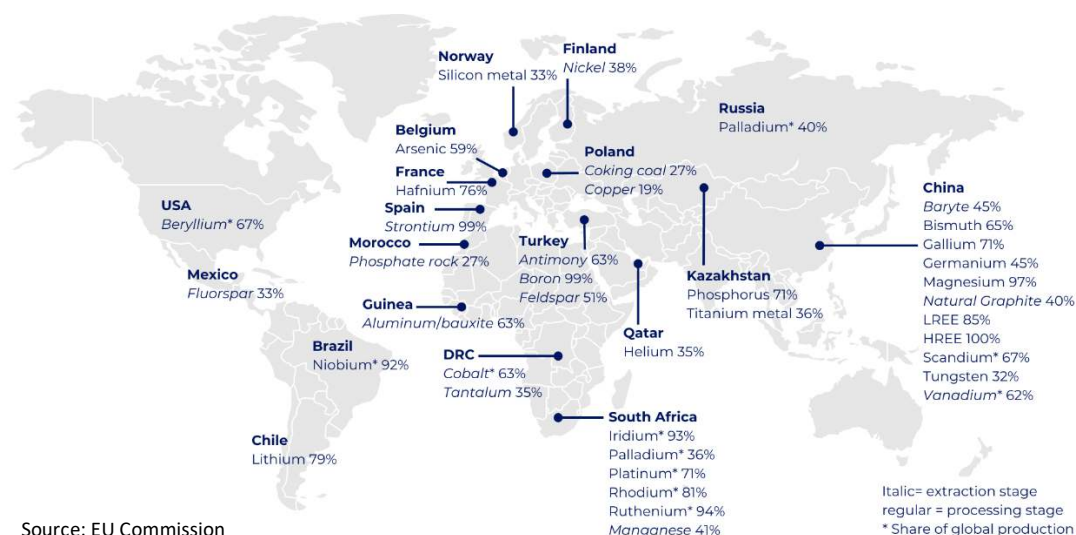 Norway
Silicon metal 33%
Finland
Nickel 38%
Russia
Palladium* 40%
Belgium
Arsenic 59%
France
Hafnium 76%
Spain
Strontium 99%
Poland
Coking coal 27%
Copper 19%
USA
Beryllium* 67%
Morocco
Phosphate rock 27%
Turkey
Antimony 63%
Boron 99%
Feldspar 51%
Kazakhstan
Phosphorus 71%
Titanium metal 36%
China
Baryte 45%
Bismuth 65%
Gallium 71%
Germanium 45%
Magnesium 97%
Natural Graphite 40%
LREE 85%
HREE 100%
Scandium* 67%
Tungsten 32%
Vanadium* 62%
Mexico
Fluorspar 33%
Guinea
Aluminum/bauxite 63%
Qatar
Helium 35%
Brazil
Niobium* 92%
DRC
Cobalt* 63%
Tantalum 35%
South Africa
Iridium* 93%
Palladium* 36%
Platinum* 71%
Rhodium* 81%
Ruthenium* 94%
Manganese 41%
Chile
Lithium 79%
Italic= extraction stage
regular = processing stage
* Share of global production
Source: EU Commission